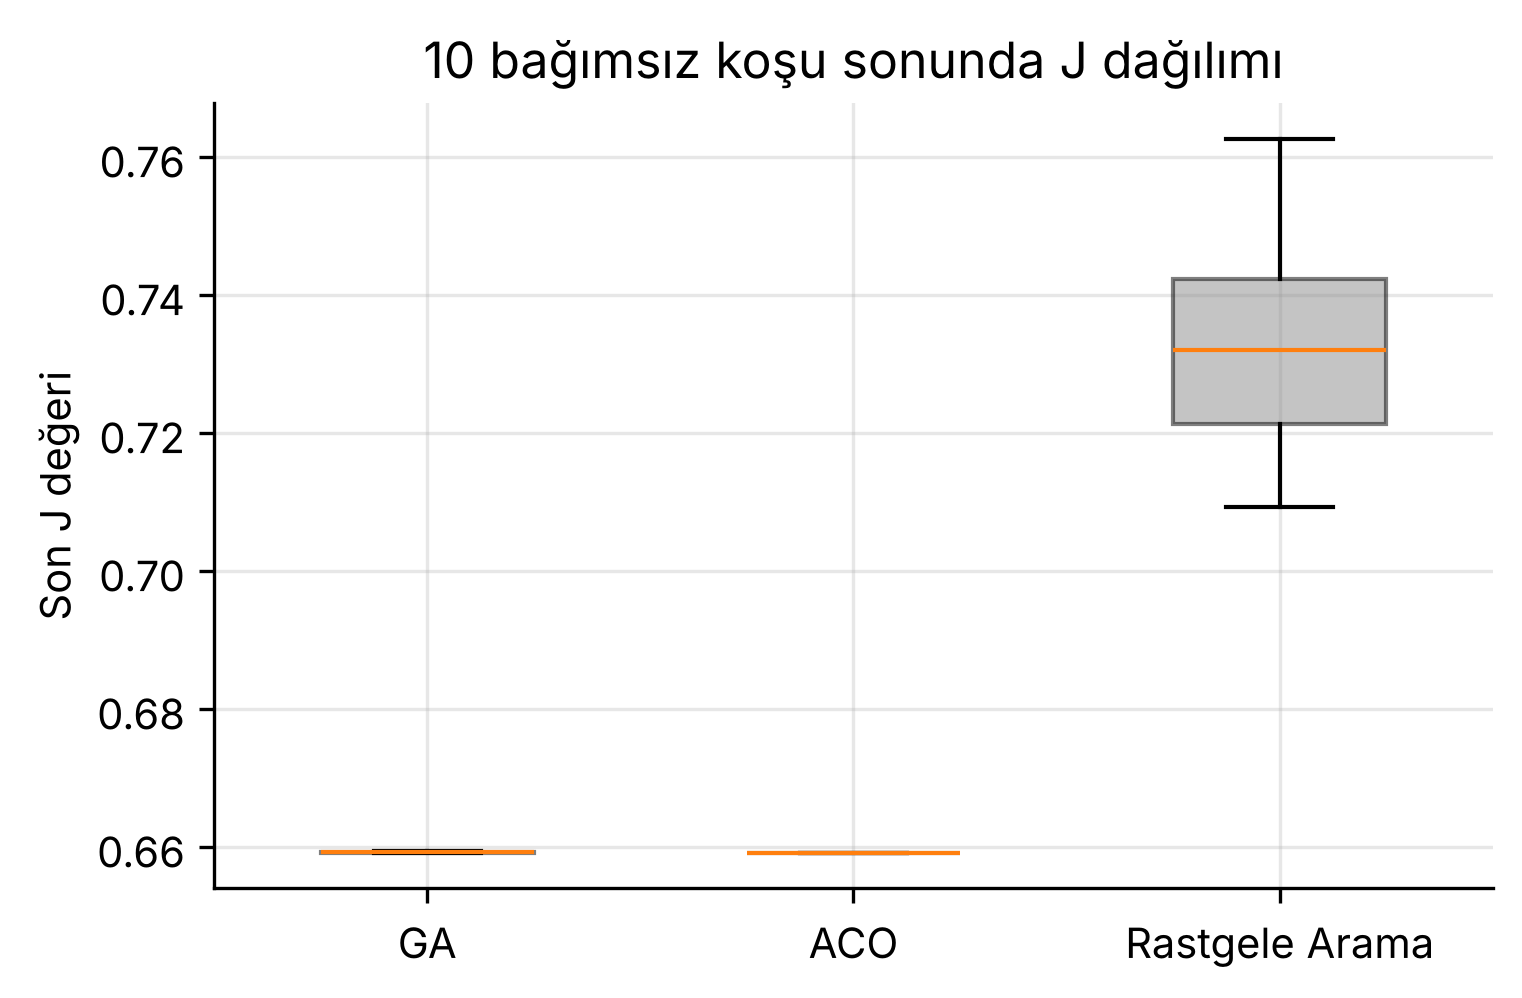 10 bağımsız koşu sonunda J dağılımı
Son J değeri
0.76
0.74
0.72
0.70
0.68
0.66
GA
ACO
Rastgele Arama